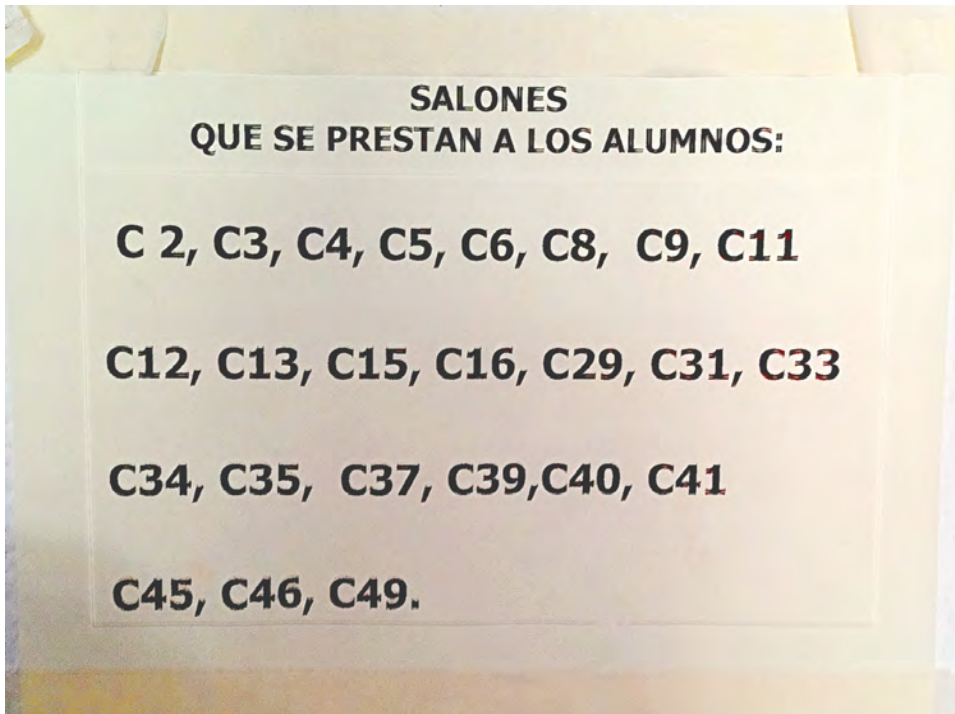 SALONES
QUE SE PRESTAN A LOS ALUMNOS:
C 2, C3, C4, C5, C6, C8, C9, C11
C12, C13, C15, C16, C29, C31, C33
C34, C35, C37, C39,C40, C41
C45, C46, C49.